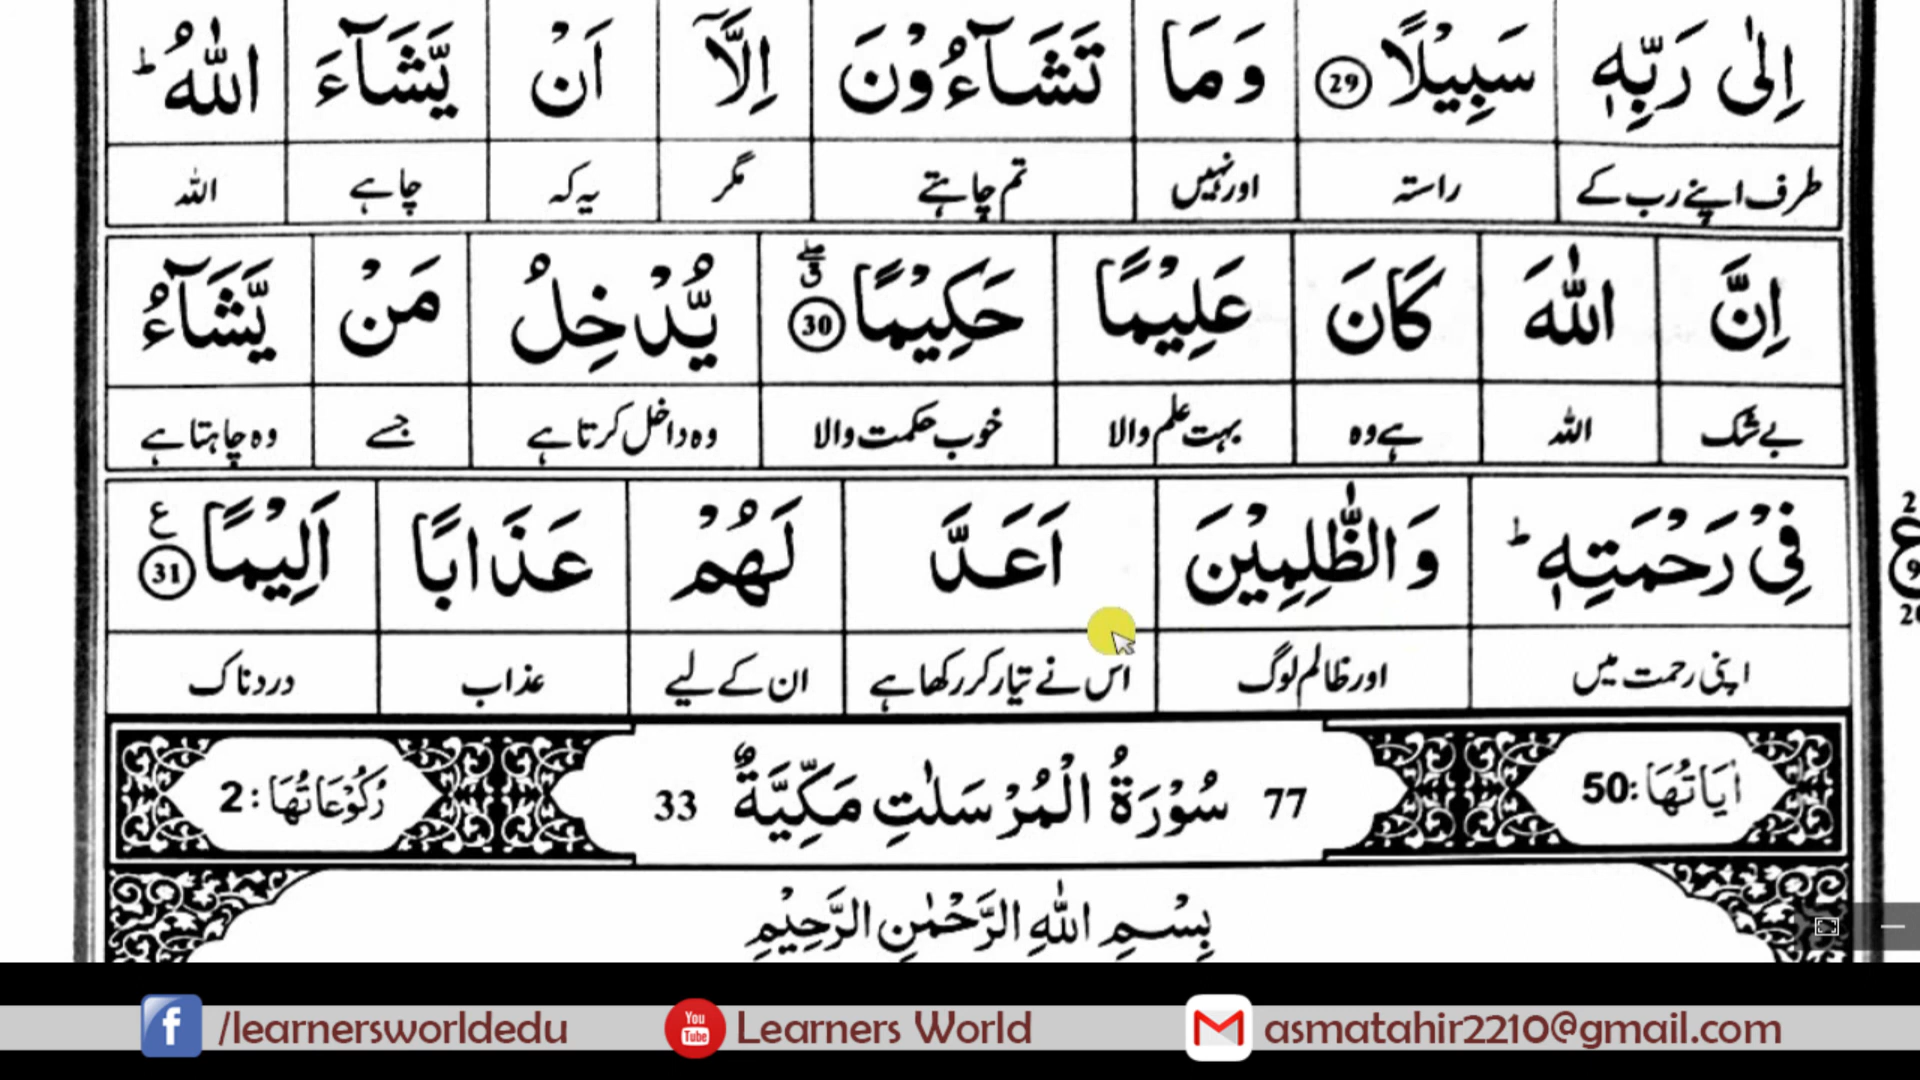 اِلٰى رَبِّهٖ سَبِيْلًا 29 وَمَا تَشَآءُوْنَ اِلَّآ اَنْ يَّشَآءَ اللّٰهُ ؕ
طرف اپنے رب کے راستہ اور نہیں تم چاہتے مگر یہ کہ چاہے اللہ
اِنَّ اللّٰهَ كَانَ عَلِيْمًا حَكِيْمًا 30 يُّدْخِلُ مَنْ يَّشَآءُ
بے شک اللہ ہے وہ بہت علم والا خوب حکمت والا وہ داخل کرتا ہے جسے وہ چاہتا ہے
فِيْ رَحْمَتِهٖ ؕ وَالظّٰلِمِيْنَ اَعَدَّ لَهُمْ عَذَابًا اَلِيْمًا 31 ع
اپنی رحمت میں اور ظالم لوگ اس نے تیار کر رکھا ہے ان کے لیے عذاب دردناک
اٰيَاتُهَا: 50 77 سُوْرَةُ الْمُرْسَلٰتِ مَكِّيَّةٌ 33 رُكُوْعَاتُهَا: 2
بِسْمِ اللّٰهِ الرَّحْمٰنِ الرَّحِيْمِ
/learnersworldedu You Tube Learners World asmatahir2210@gmail.com